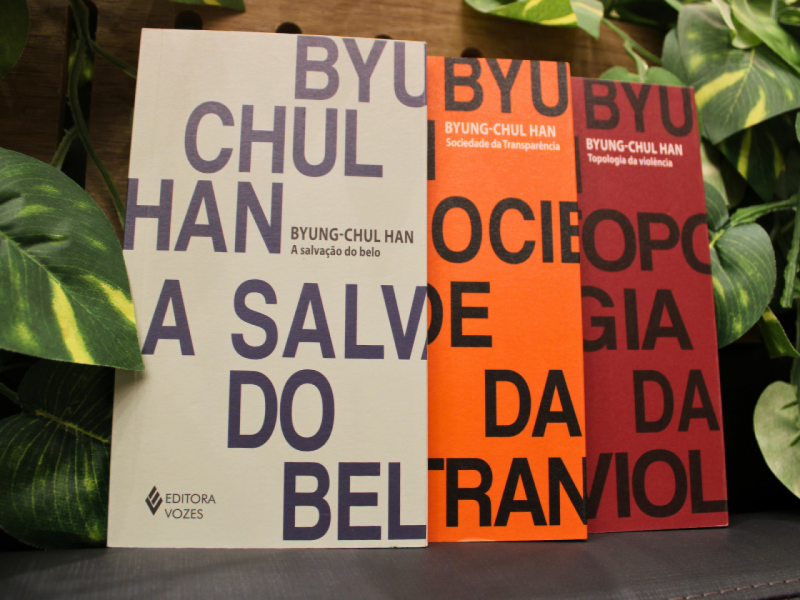 BYU
CHUL
HAN
BYUNG-CHUL HAN
A salvação do belo
A SALV
DO
BEL
EDITORA
VOZES
BYU
BYUNG-CHUL HAN
Sociedade da Transparência
OCIE
DE
DA
TRAN
BYU
BYUNG-CHUL HAN
Topologia da violência
OPO
GIA
DA
VIOL